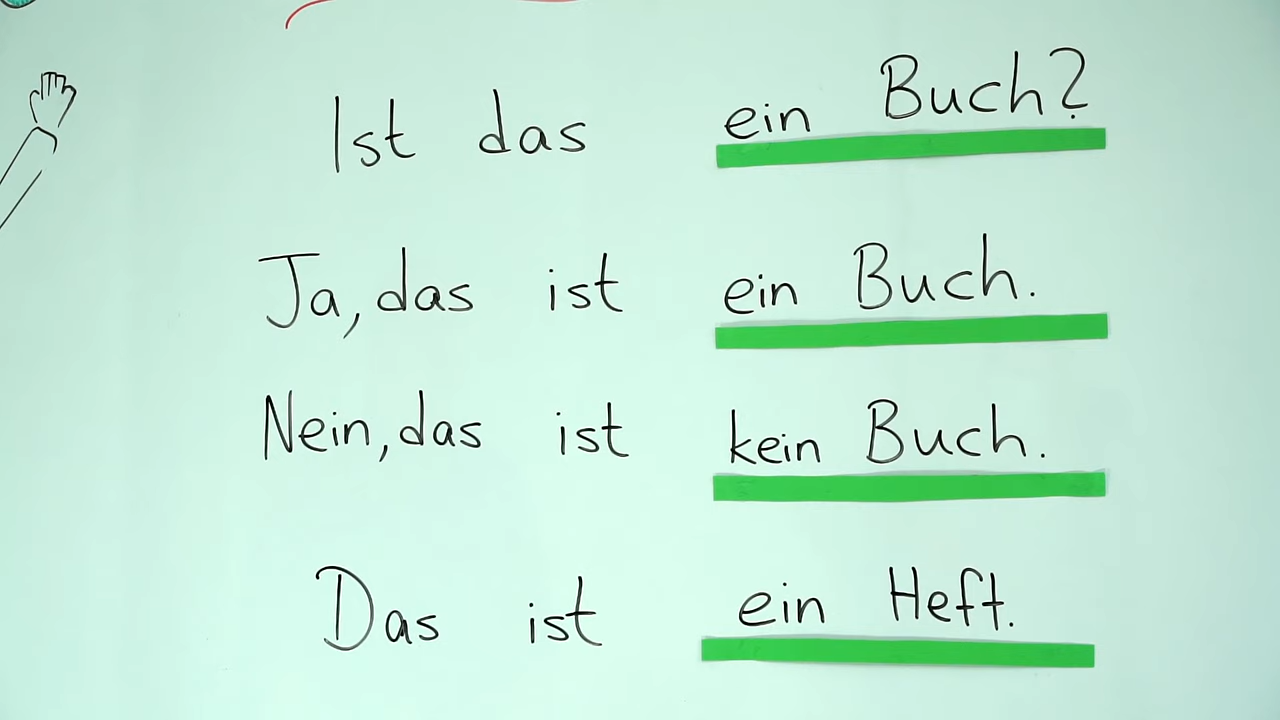 Ist das ein Buch?
Ja, das ist ein Buch.
Nein, das ist kein Buch.
Das ist ein Heft.